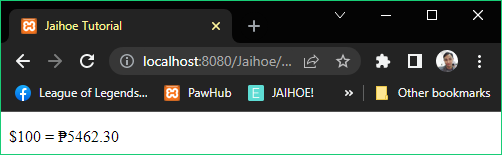 Jaihoe Tutorial
localhost:8080/Jaihoe/...
League of Legends... PawHub E JAIHOE! Other bookmarks
$100 = ₱5462.30